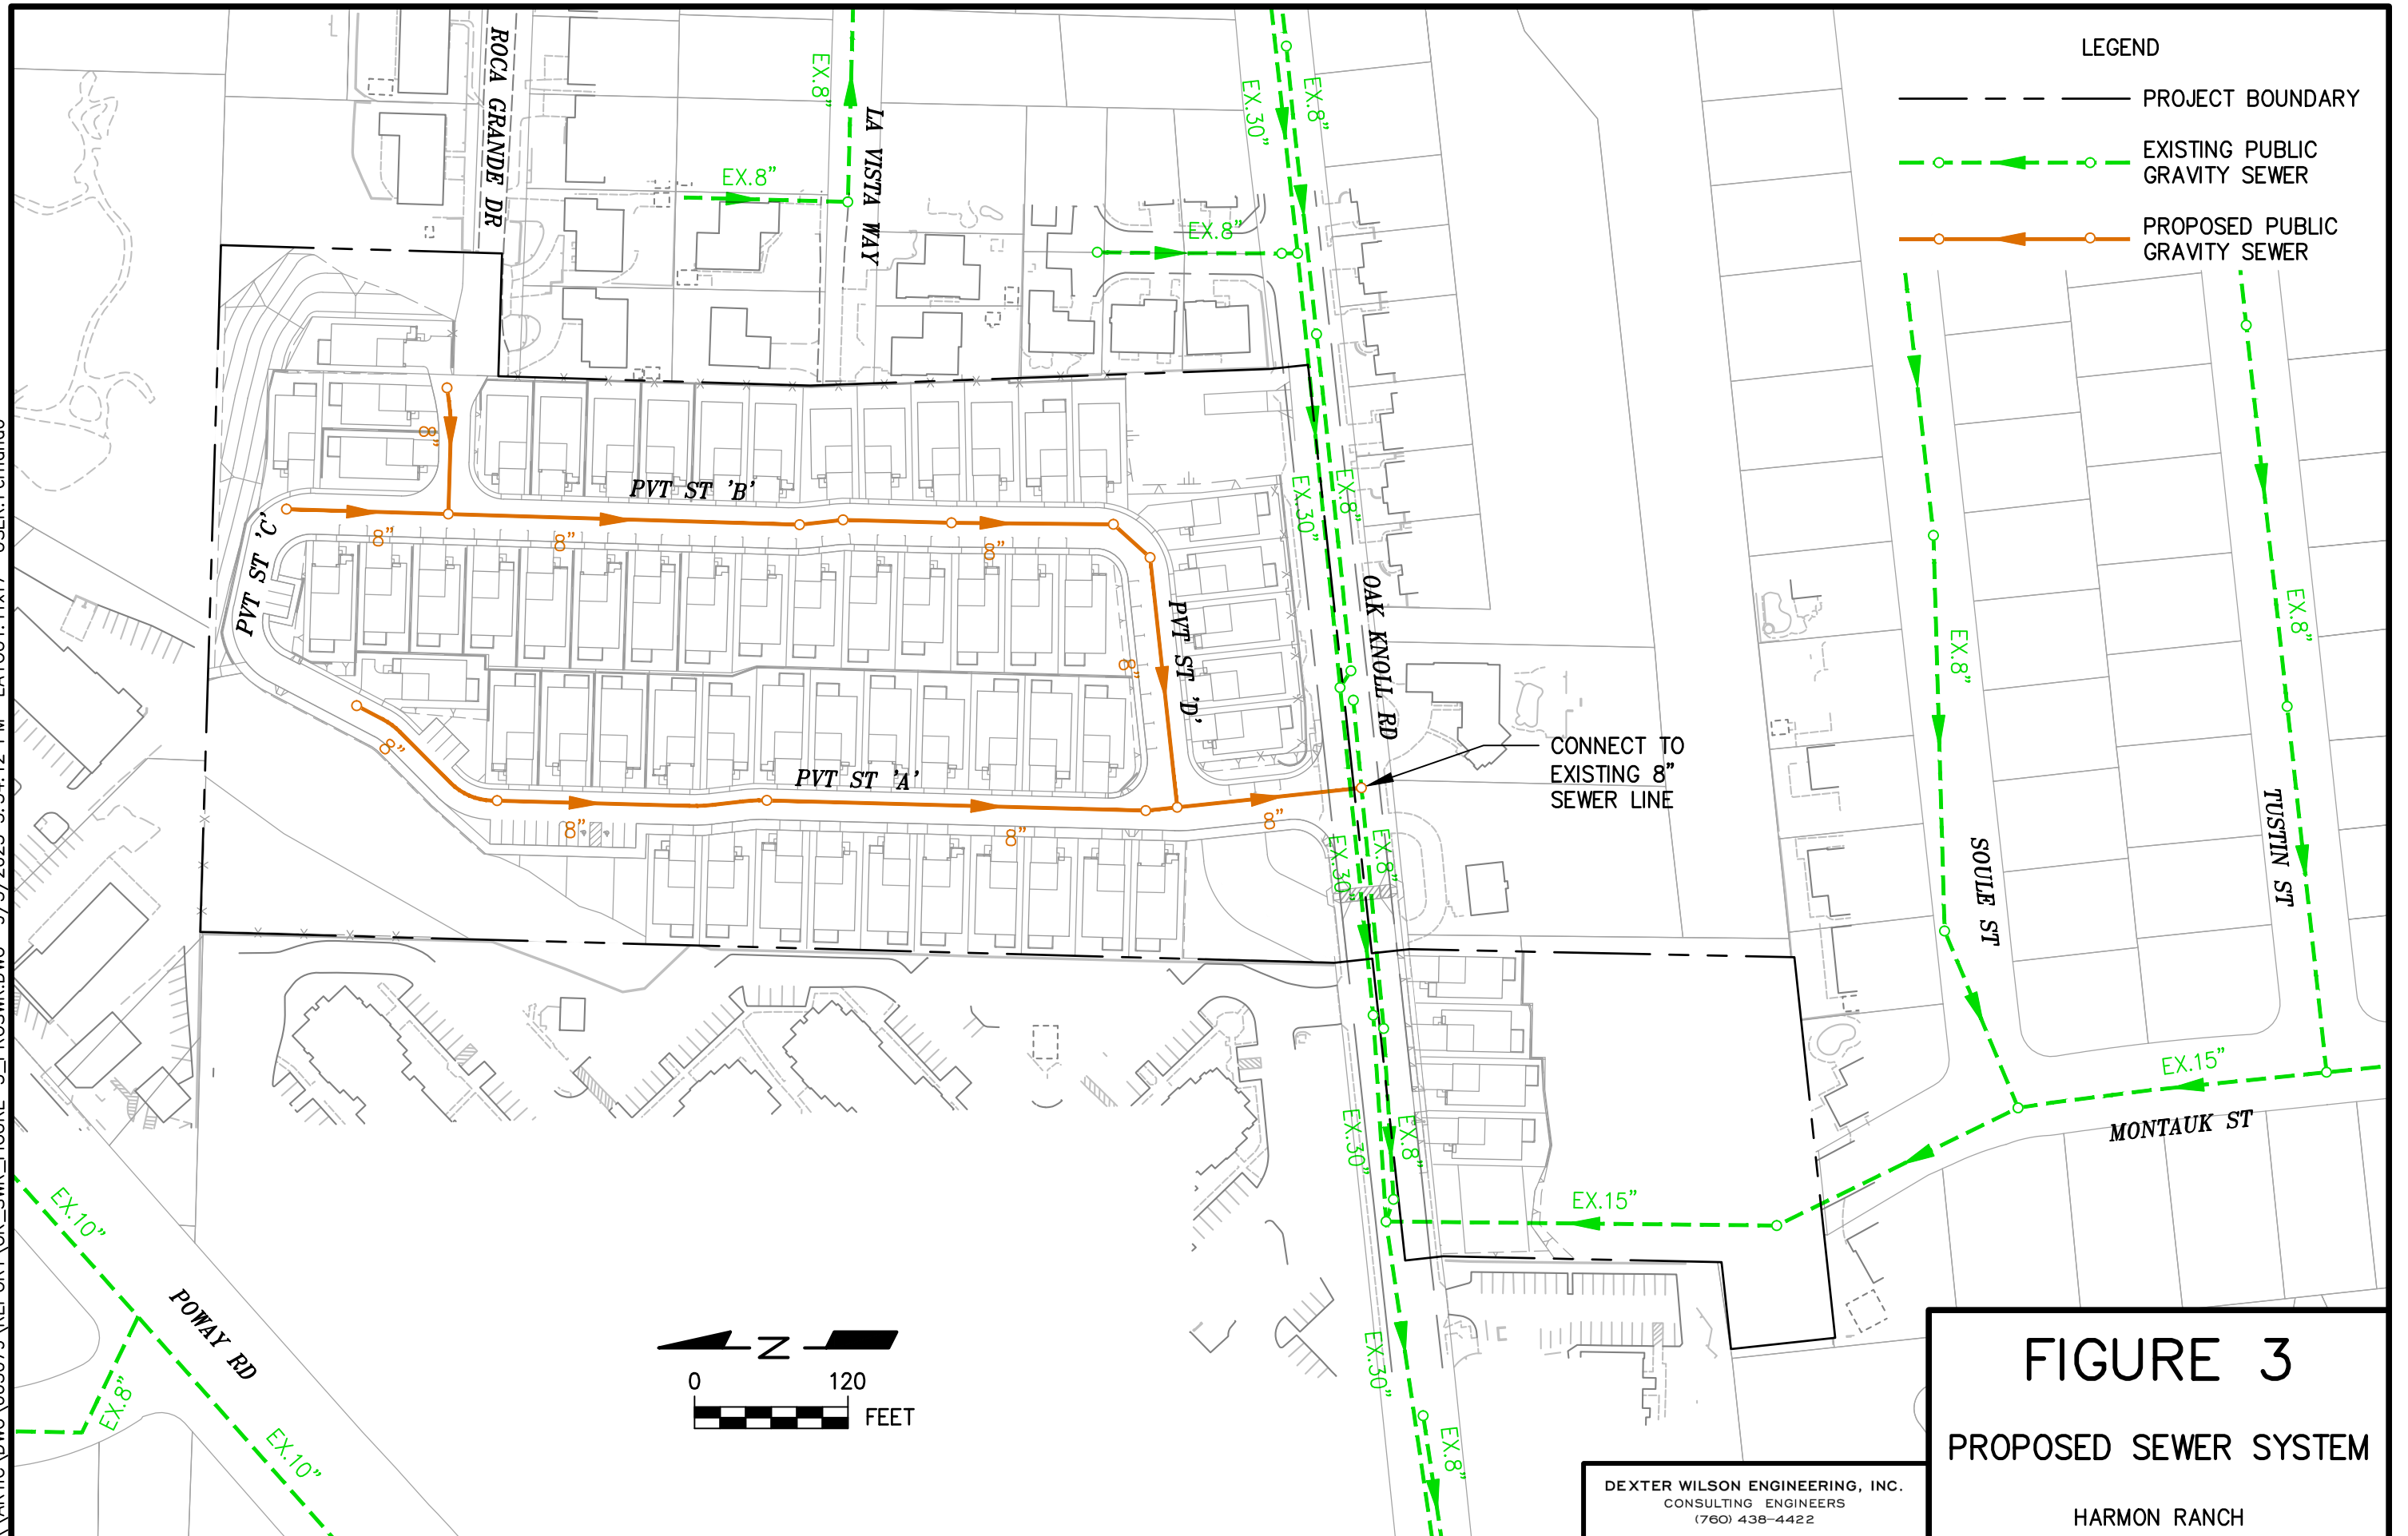 LEGEND
PROJECT BOUNDARY
EXISTING PUBLIC
GRAVITY SEWER
PROPOSED PUBLIC
GRAVITY SEWER
ROCA GRANDE DR
EX.8”
LA VISTA WAY
EX.8”
EX.30”
EX.8”
EX.8”
8”
PVT ST 'B'
EX.30”
EX.8”
PVT ST 'C'
8”
8”
8”
OAK KNOLL RD
PVT ST 'D'
8”
EX.8”
EX.8”
8”
PVT ST 'A'
CONNECT TO
EXISTING 8”
SEWER LINE
8”
8”
8”
EX.30”
EX.8”
SOULE ST
TUSTIN ST
EX.15”
MONTAUK ST
EX.30”
EX.8”
EX.15”
EX.10”
POWAY RD
EX.8”
EX.10”
N
0 120
FEET
EX.30”
EX.8”
FIGURE 3
PROPOSED SEWER SYSTEM
HARMON RANCH
DEXTER WILSON ENGINEERING, INC.
CONSULTING ENGINEERS
(760) 438-4422